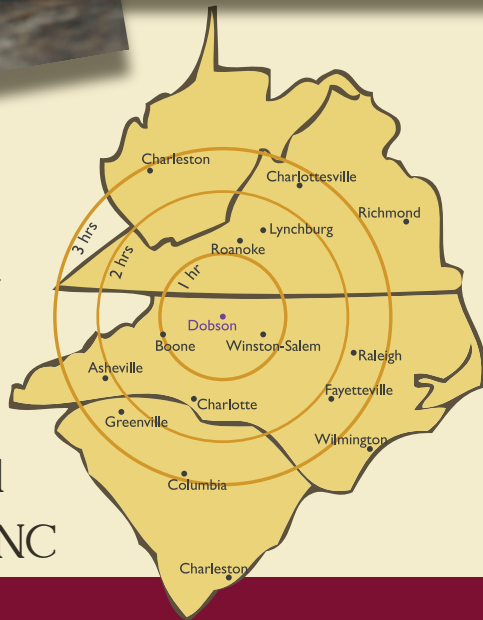 Charleston
Charlottesville
Richmond
Lynchburg
Roanoke
3 hrs
2 hrs
1 hr
Dobson
Boone
Winston-Salem
Raleigh
Asheville
Charlotte
Fayetteville
Greenville
Wilmington
Columbia
NC
Charleston